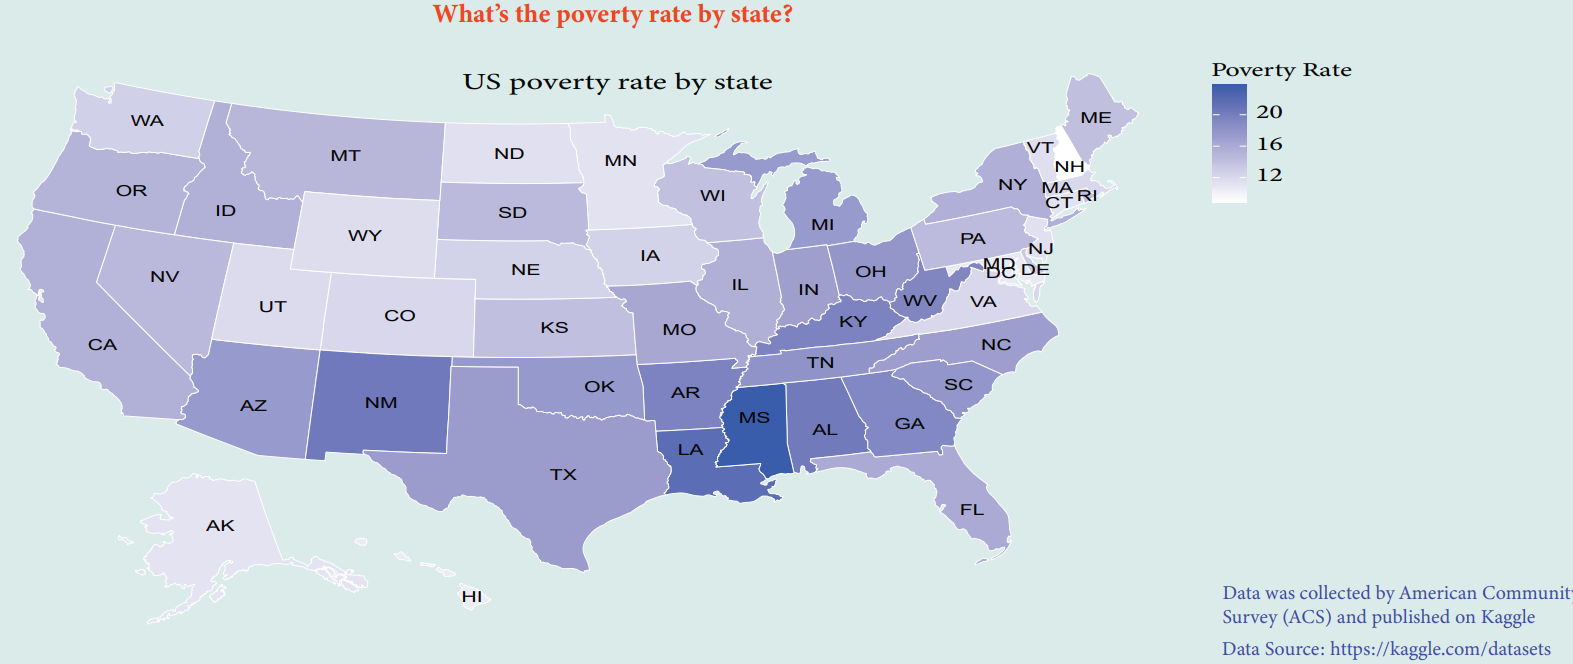 What's the poverty rate by state?
US poverty rate by state
Poverty Rate
20
16
12
WA
MT
ND
MN
ME
VT
NH
OR
ID
SD
WI
NY
MA
RI
CT
WY
MI
PA
NJ
NV
NE
IA
IL
IN
OH
MD
DC
DE
UT
CO
KS
MO
KY
WV
VA
CA
TN
NC
AZ
NM
OK
AR
SC
MS
AL
GA
LA
TX
FL
AK
HI
Data was collected by American Community
Survey (ACS) and published on Kaggle
Data Source: https://kaggle.com/datasets